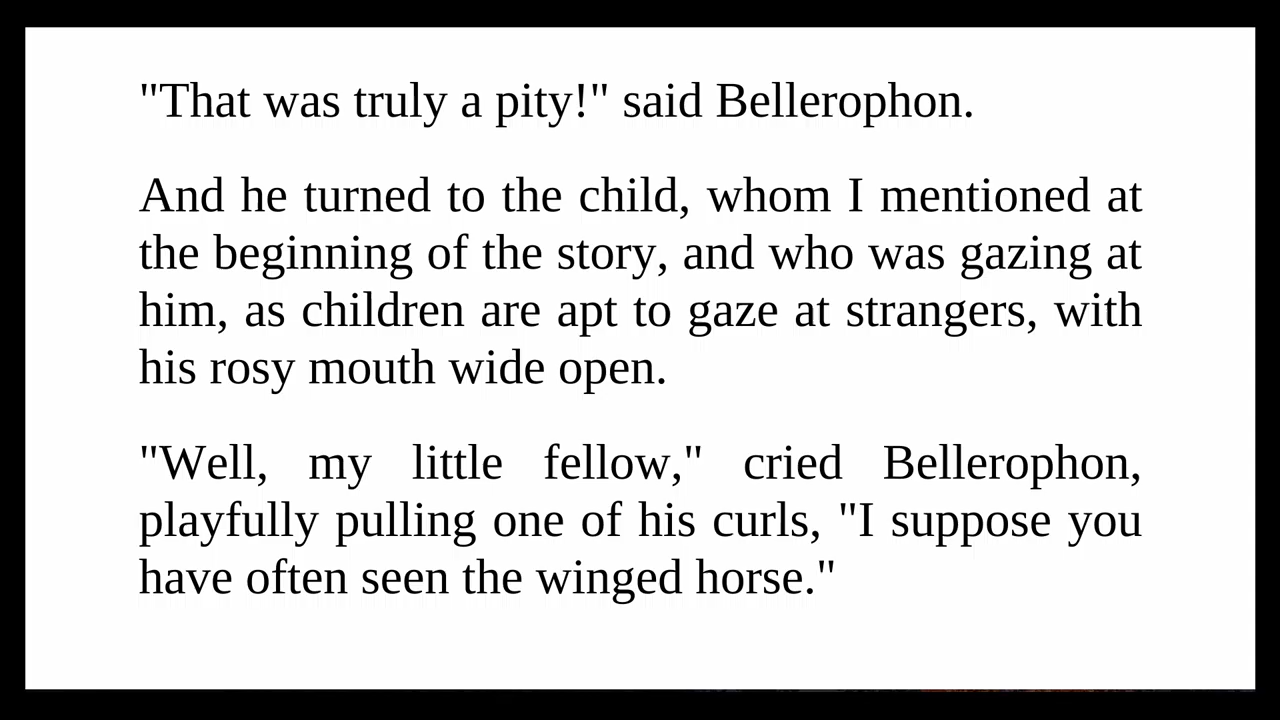 "That was truly a pity!" said Bellerophon.
And he turned to the child, whom I mentioned at
the beginning of the story, and who was gazing at
him, as children are apt to gaze at strangers, with
his rosy mouth wide open.
"Well, my little fellow," cried Bellerophon,
playfully pulling one of his curls, "I suppose you
have often seen the winged horse."